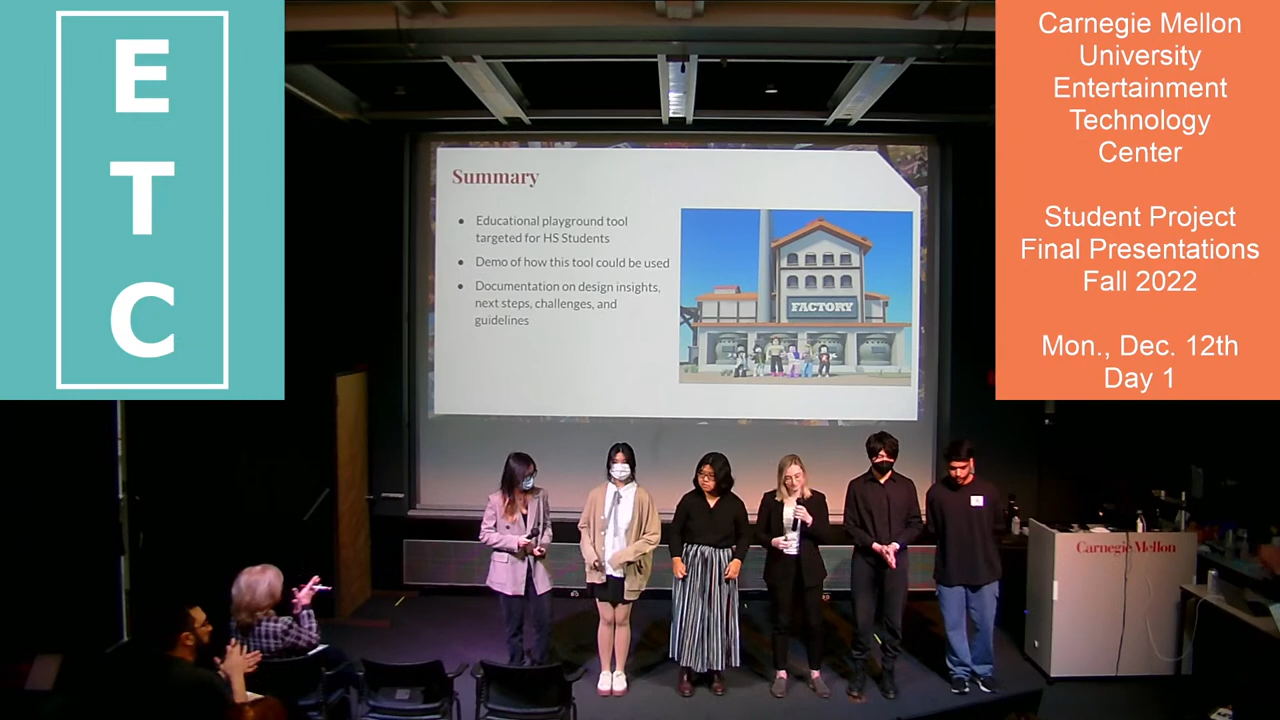 E
T
C
Carnegie Mellon
University
Entertainment
Technology
Center
Student Project
Final Presentations
Fall 2022
Mon., Dec. 12th
Day 1
Summary
● Educational playground tool
targeted for HS Students
● Demo of how this tool could be used
● Documentation on design insights,
next steps, challenges, and
guidelines
FACTORY
Carnegie Mellon